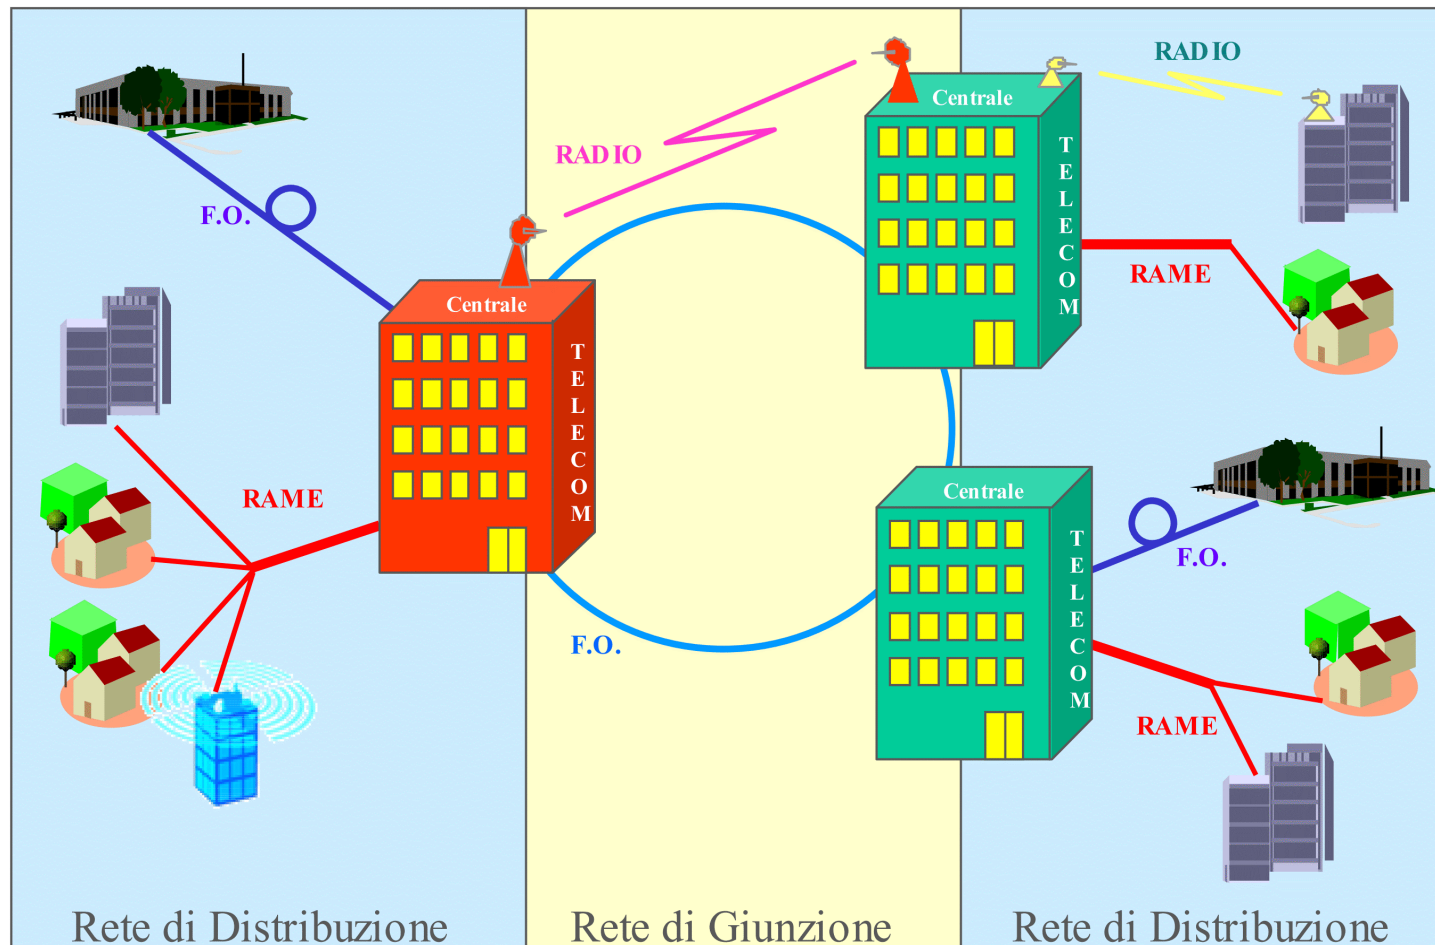 RADIO
Centrale
TELECOM
RADIO
F.O.
RAME
Centrale
TELECOM
RAME
Centrale
TELECOM
F.O.
F.O.
RAME
Rete di Distribuzione
Rete di Giunzione
Rete di Distribuzione